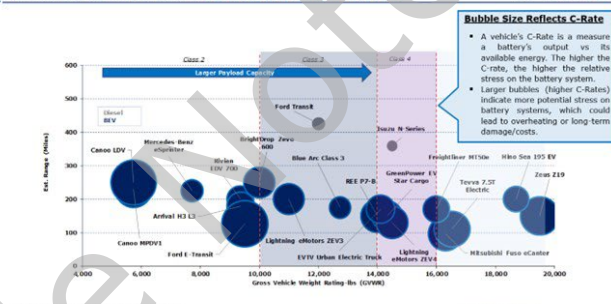 Bubble Size Reflects C-Rate
▪ A vehicle's C-Rate is a measure
a battery's output vs its
available energy. The higher the
C-rate, the higher the relative
stress on the battery system.
▪ Larger bubbles (higher C-Rates)
indicate more potential stress on
battery systems, which could
lead to overheating or long-term
damage/costs.
Class 2
Class 3
Class 4
Larger Payload Capacity
600
500
400
300
200
100
0
Est. Range (Miles)
Diesel
BEV
Ford Transit
Isuzu N-Series
Canoo LDV
Mercedes-Benz
eSprinter
BrightDrop Zevo
600
Rivian
EDV 700
Blue Arc Class 3
REE P7-B
GreenPower EV
Star Cargo
Freightliner MT50e
Tevva 7.5T
Electric
Hino Sea 195 EV
Zeus Z19
Arrival H3 L3
Canoo MPDV1
Ford E-Transit
Lightning eMotors ZEV3
EVTV Urban Electric Truck
Lightning
eMotors ZEV4
Mitsubishi Fuso eCanter
4,000
6,000
8,000
10,000
12,000
14,000
16,000
18,000
20,000
Gross Vehicle Weight Rating-lbs (GVWR)